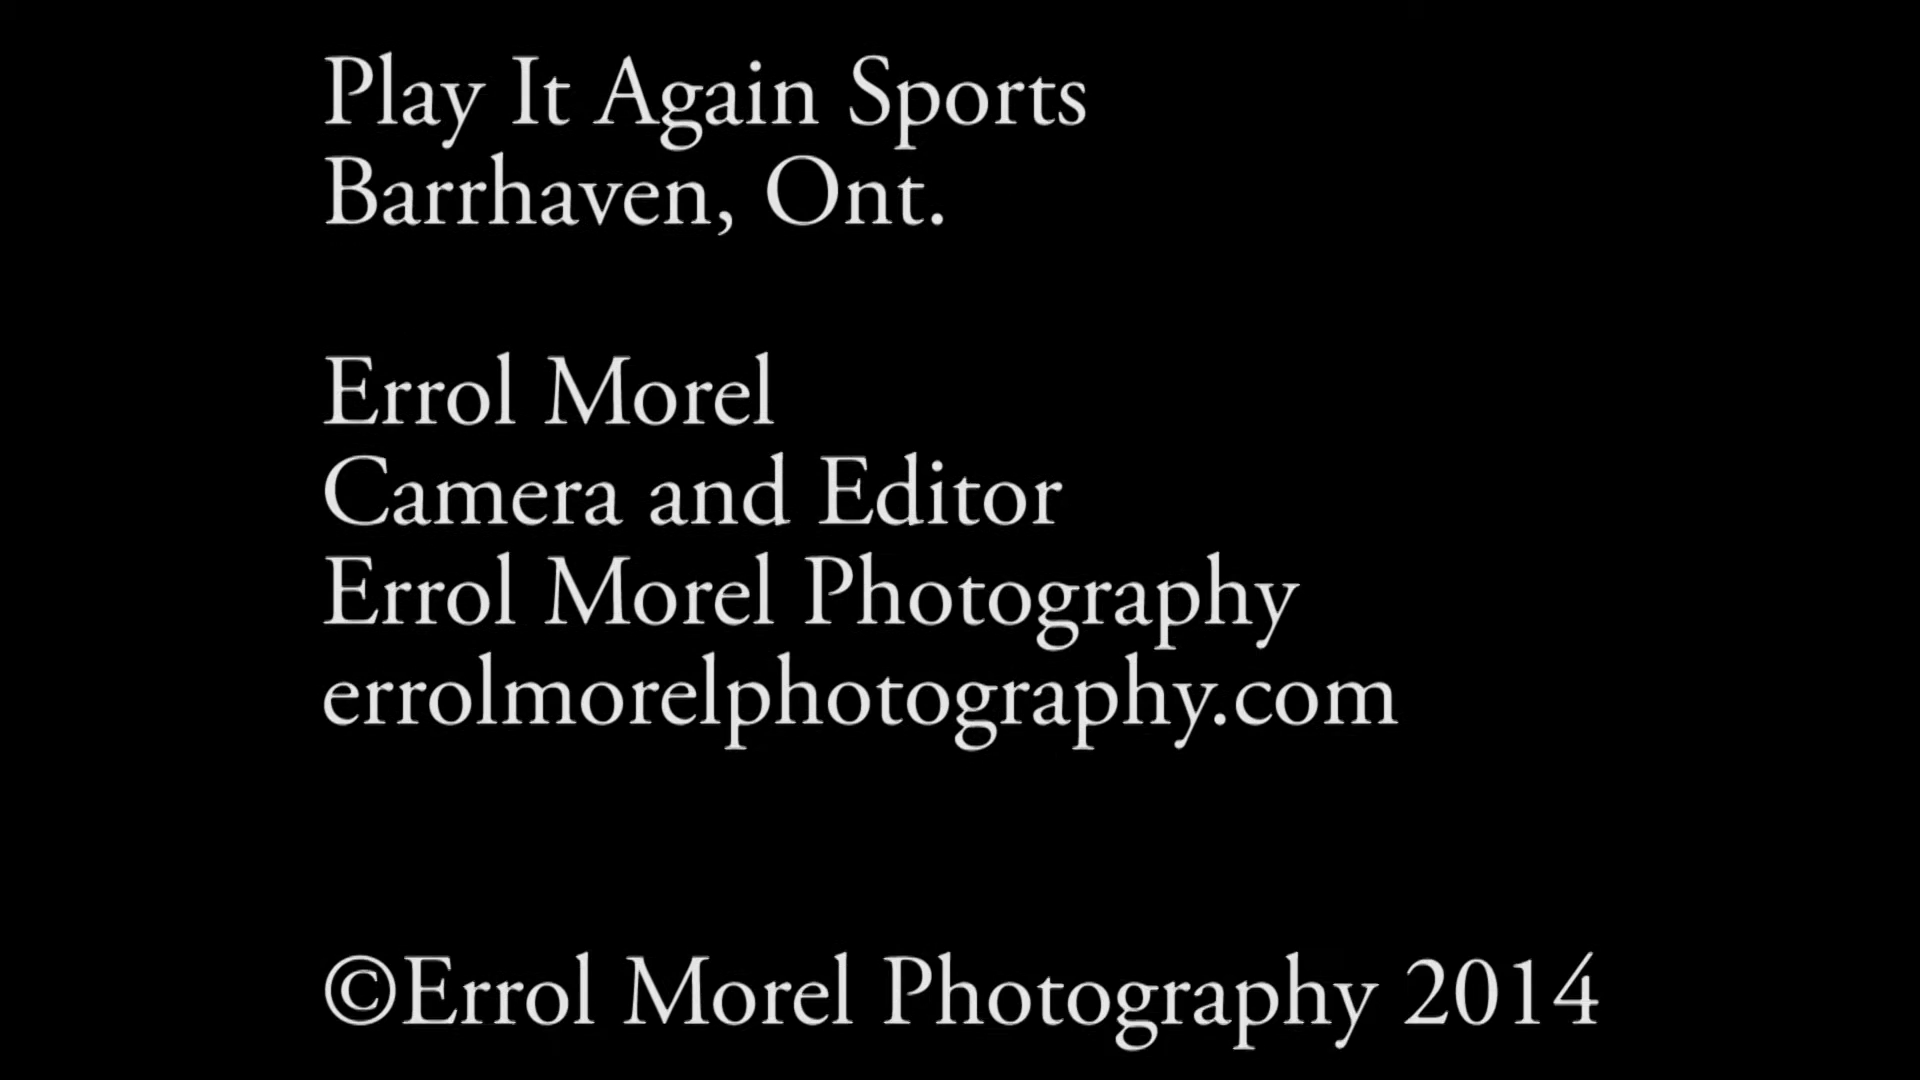 Play It Again Sports
Barrhaven, Ont.
Errol Morel
Camera and Editor
Errol Morel Photography
errolmorelphotography.com
©Errol Morel Photography 2014